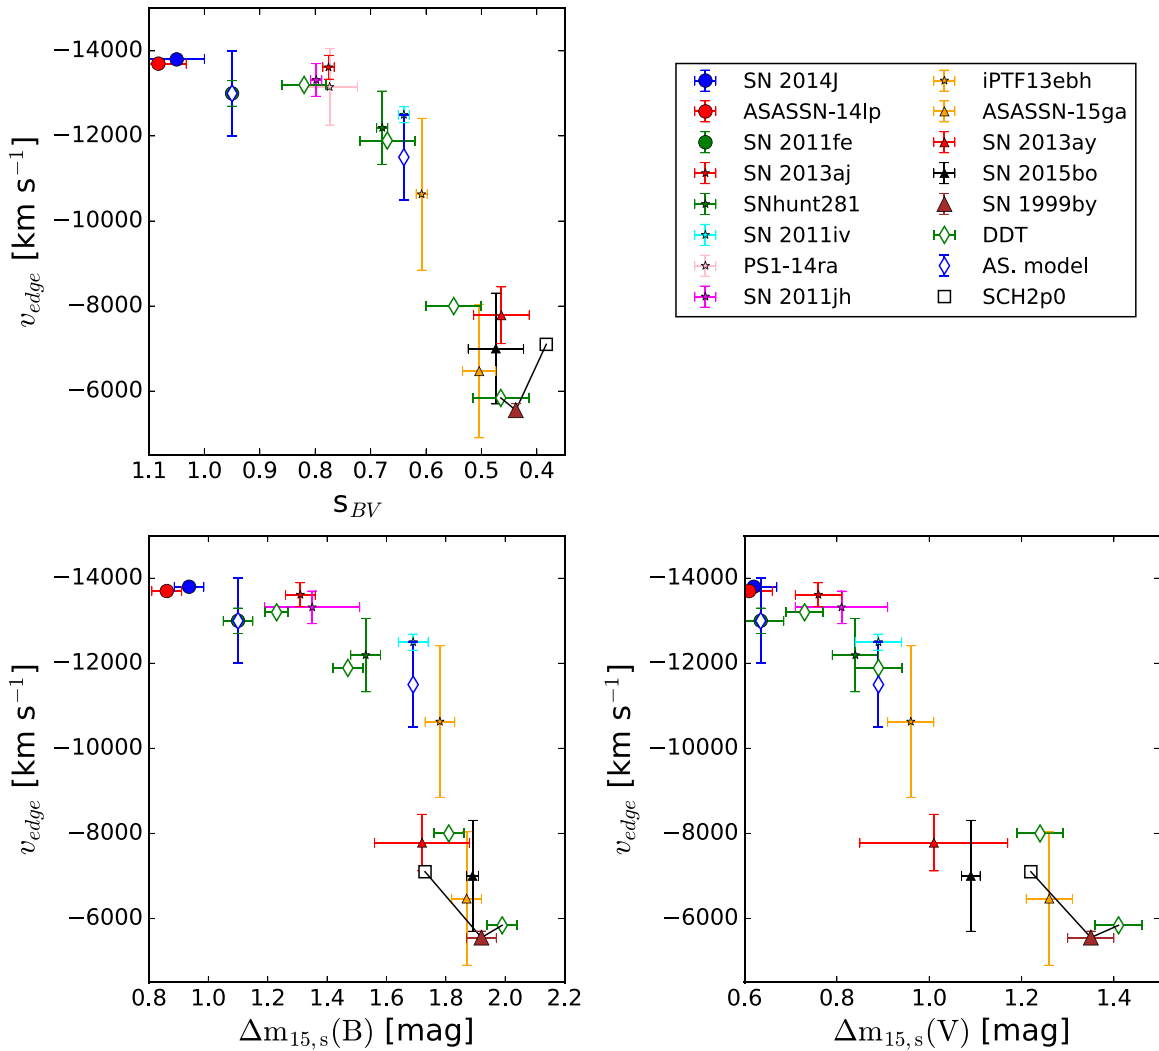 −14000
−12000
−10000
−8000
−6000
v_edge [km s⁻¹]
1.1 1.0 0.9 0.8 0.7 0.6 0.5 0.4
s_BV
SN 2014J
ASASSN-14lp
SN 2011fe
SN 2013aj
SNhunt281
SN 2011iv
PS1-14ra
SN 2011jh
iPTF13ebh
ASASSN-15ga
SN 2013ay
SN 2015bo
SN 1999by
DDT
AS. model
SCH2p0
−14000
−12000
−10000
−8000
−6000
v_edge [km s⁻¹]
0.8 1.0 1.2 1.4 1.6 1.8 2.0 2.2
Δm₁₅,ₛ(B) [mag]
−14000
−12000
−10000
−8000
−6000
v_edge [km s⁻¹]
0.6 0.8 1.0 1.2 1.4
Δm₁₅,ₛ(V) [mag]